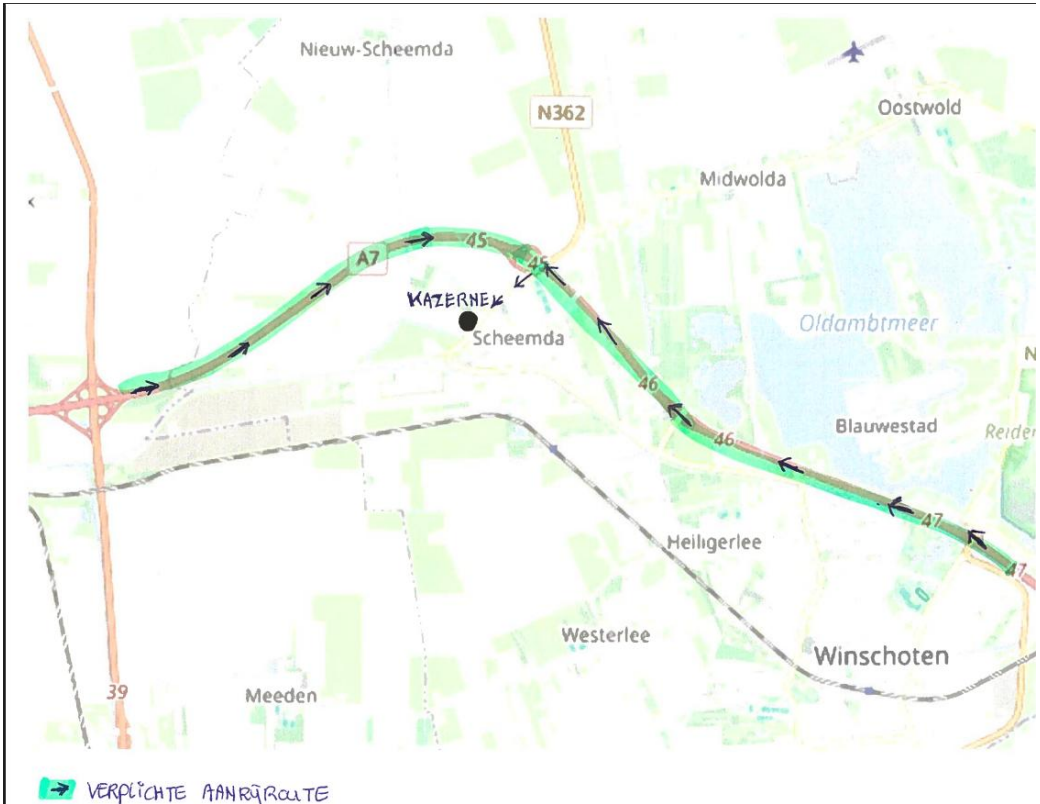 Nieuw-Scheemda
N362
Oostwold
Midwolda
A7
45
45
KAZERNE
Scheemda
Oldambtmeer
N
46
46
Blauwestad
Reider
47
Heiligerlee
47
Westerlee
Winschoten
39
Meeden
VERPLICHTE AANRIJROUTE